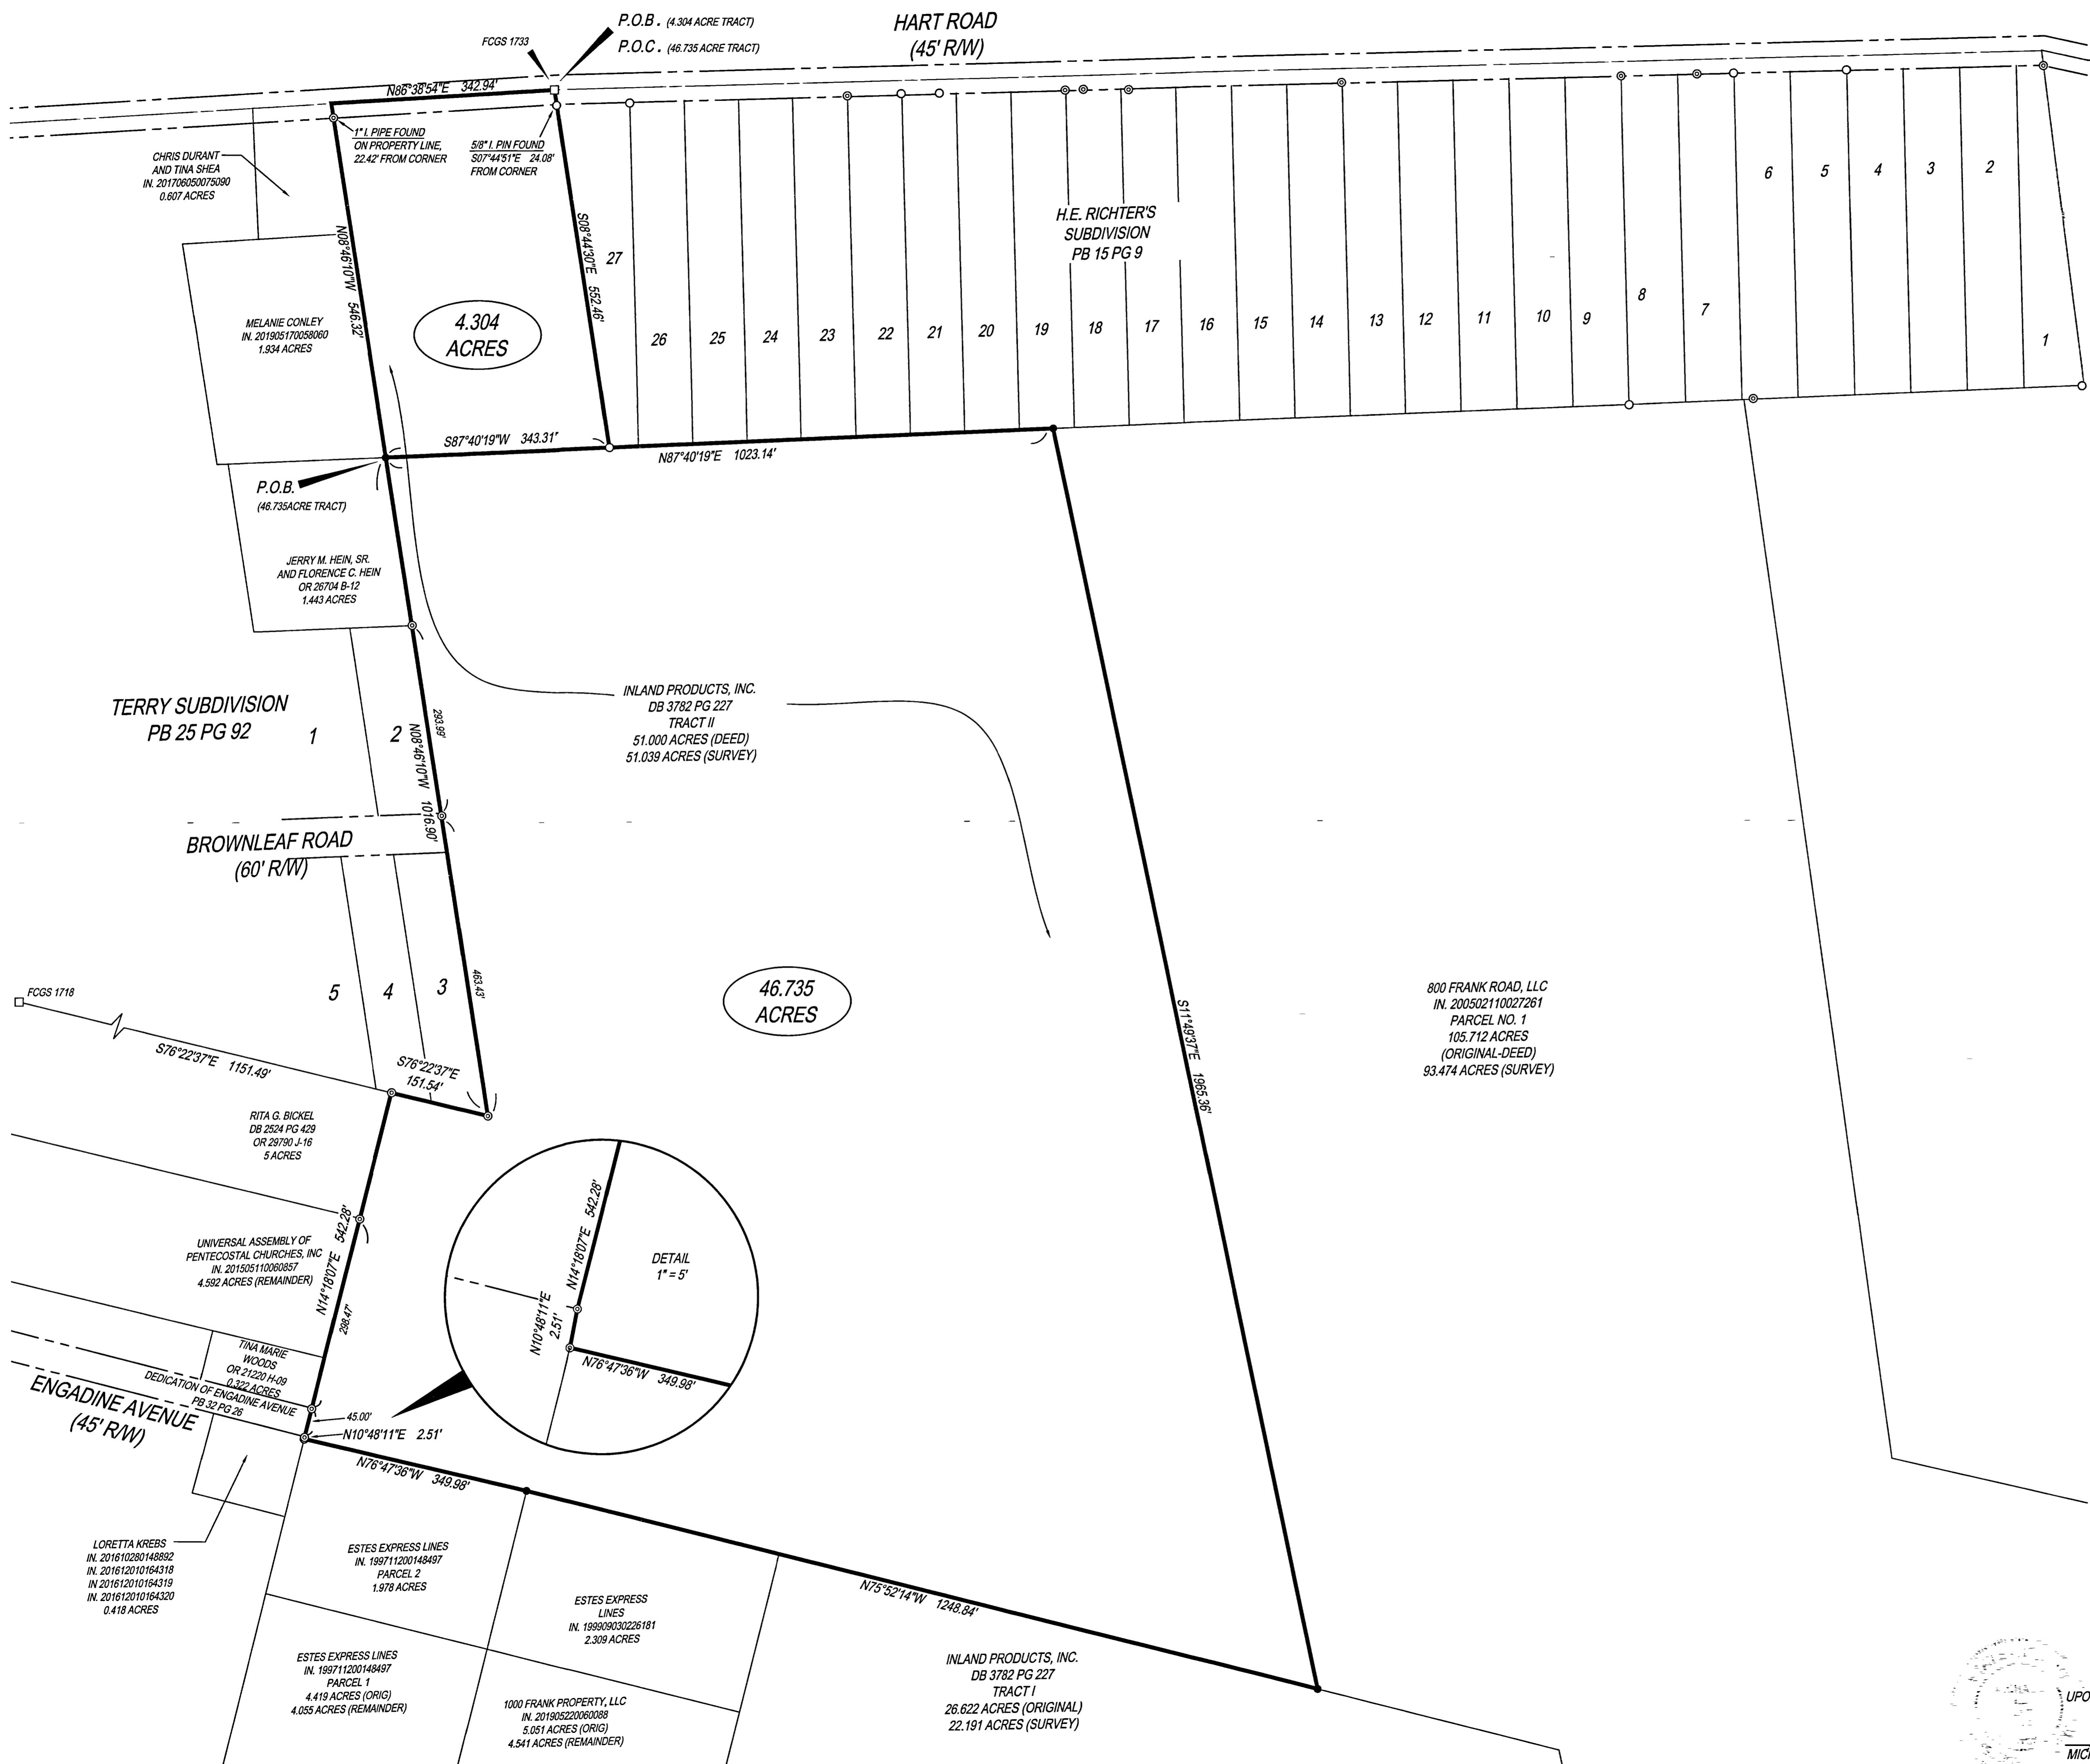 P.O.B. (4.304 ACRE TRACT)
P.O.C. (46.735 ACRE TRACT)
FCGS 1733
HART ROAD
(45' R/W)
N86°38'54"E 342.94'
1" I. PIPE FOUND
ON PROPERTY LINE,
22.42' FROM CORNER
5/8" I. PIN FOUND
S07°44'51"E 24.08'
FROM CORNER
CHRIS DURANT
AND TINA SHEA
IN. 201706050075090
0.607 ACRES
N08°46'10"W 546.32'
S08°44'30"E 552.46'
MELANIE CONLEY
IN. 201905170058060
1.934 ACRES
4.304
ACRES
H.E. RICHTER'S
SUBDIVISION
PB 15 PG 9
27
26
25
24
23
22
21
20
19
18
17
16
15
14
13
12
11
10
9
8
7
6
5
4
3
2
1
S87°40'19"W 343.31'
N87°40'19"E 1023.14'
P.O.B.
(46.735ACRE TRACT)
JERRY M. HEIN, SR.
AND FLORENCE C. HEIN
OR 26704 B-12
1.443 ACRES
TERRY SUBDIVISION
PB 25 PG 92
1
2
293.99'
N08°46'10"W 1016.90'
INLAND PRODUCTS, INC.
DB 3782 PG 227
TRACT II
51.000 ACRES (DEED)
51.039 ACRES (SURVEY)
BROWNLEAF ROAD
(60' R/W)
5
4
3
463.43'
46.735
ACRES
S11°49'37"E 1965.36'
800 FRANK ROAD, LLC
IN. 200502110027261
PARCEL NO. 1
105.712 ACRES
(ORIGINAL-DEED)
93.474 ACRES (SURVEY)
FCGS 1718
S76°22'37"E 1151.49'
S76°22'37"E
151.54'
RITA G. BICKEL
DB 2524 PG 429
OR 29790 J-16
5 ACRES
N14°18'07"E 542.28'
298.47'
UNIVERSAL ASSEMBLY OF
PENTECOSTAL CHURCHES, INC
IN. 201505110060857
4.592 ACRES (REMAINDER)
DETAIL
1" = 5'
N14°18'07"E 542.28'
N10°48'11"E
2.51'
N76°47'36"W 349.98'
TINA MARIE
WOODS
OR 21220 H-09
0.322 ACRES
DEDICATION OF ENGADINE AVENUE
PB 32 PG 26
ENGADINE AVENUE
(45' R/W)
45.00'
N10°48'11"E 2.51'
N76°47'36"W 349.98'
LORETTA KREBS
IN. 201610280148892
IN. 201612010164318
IN 201612010164319
IN. 201612010164320
0.418 ACRES
ESTES EXPRESS LINES
IN. 199711200148497
PARCEL 2
1.978 ACRES
ESTES EXPRESS
LINES
IN. 199909030226181
2.309 ACRES
N75°52'14"W 1248.84'
ESTES EXPRESS LINES
IN. 199711200148497
PARCEL 1
4.419 ACRES (ORIG)
4.055 ACRES (REMAINDER)
1000 FRANK PROPERTY, LLC
IN. 201905220060088
5.051 ACRES (ORIG)
4.541 ACRES (REMAINDER)
INLAND PRODUCTS, INC.
DB 3782 PG 227
TRACT I
26.622 ACRES (ORIGINAL)
22.191 ACRES (SURVEY)
UPO
MIC